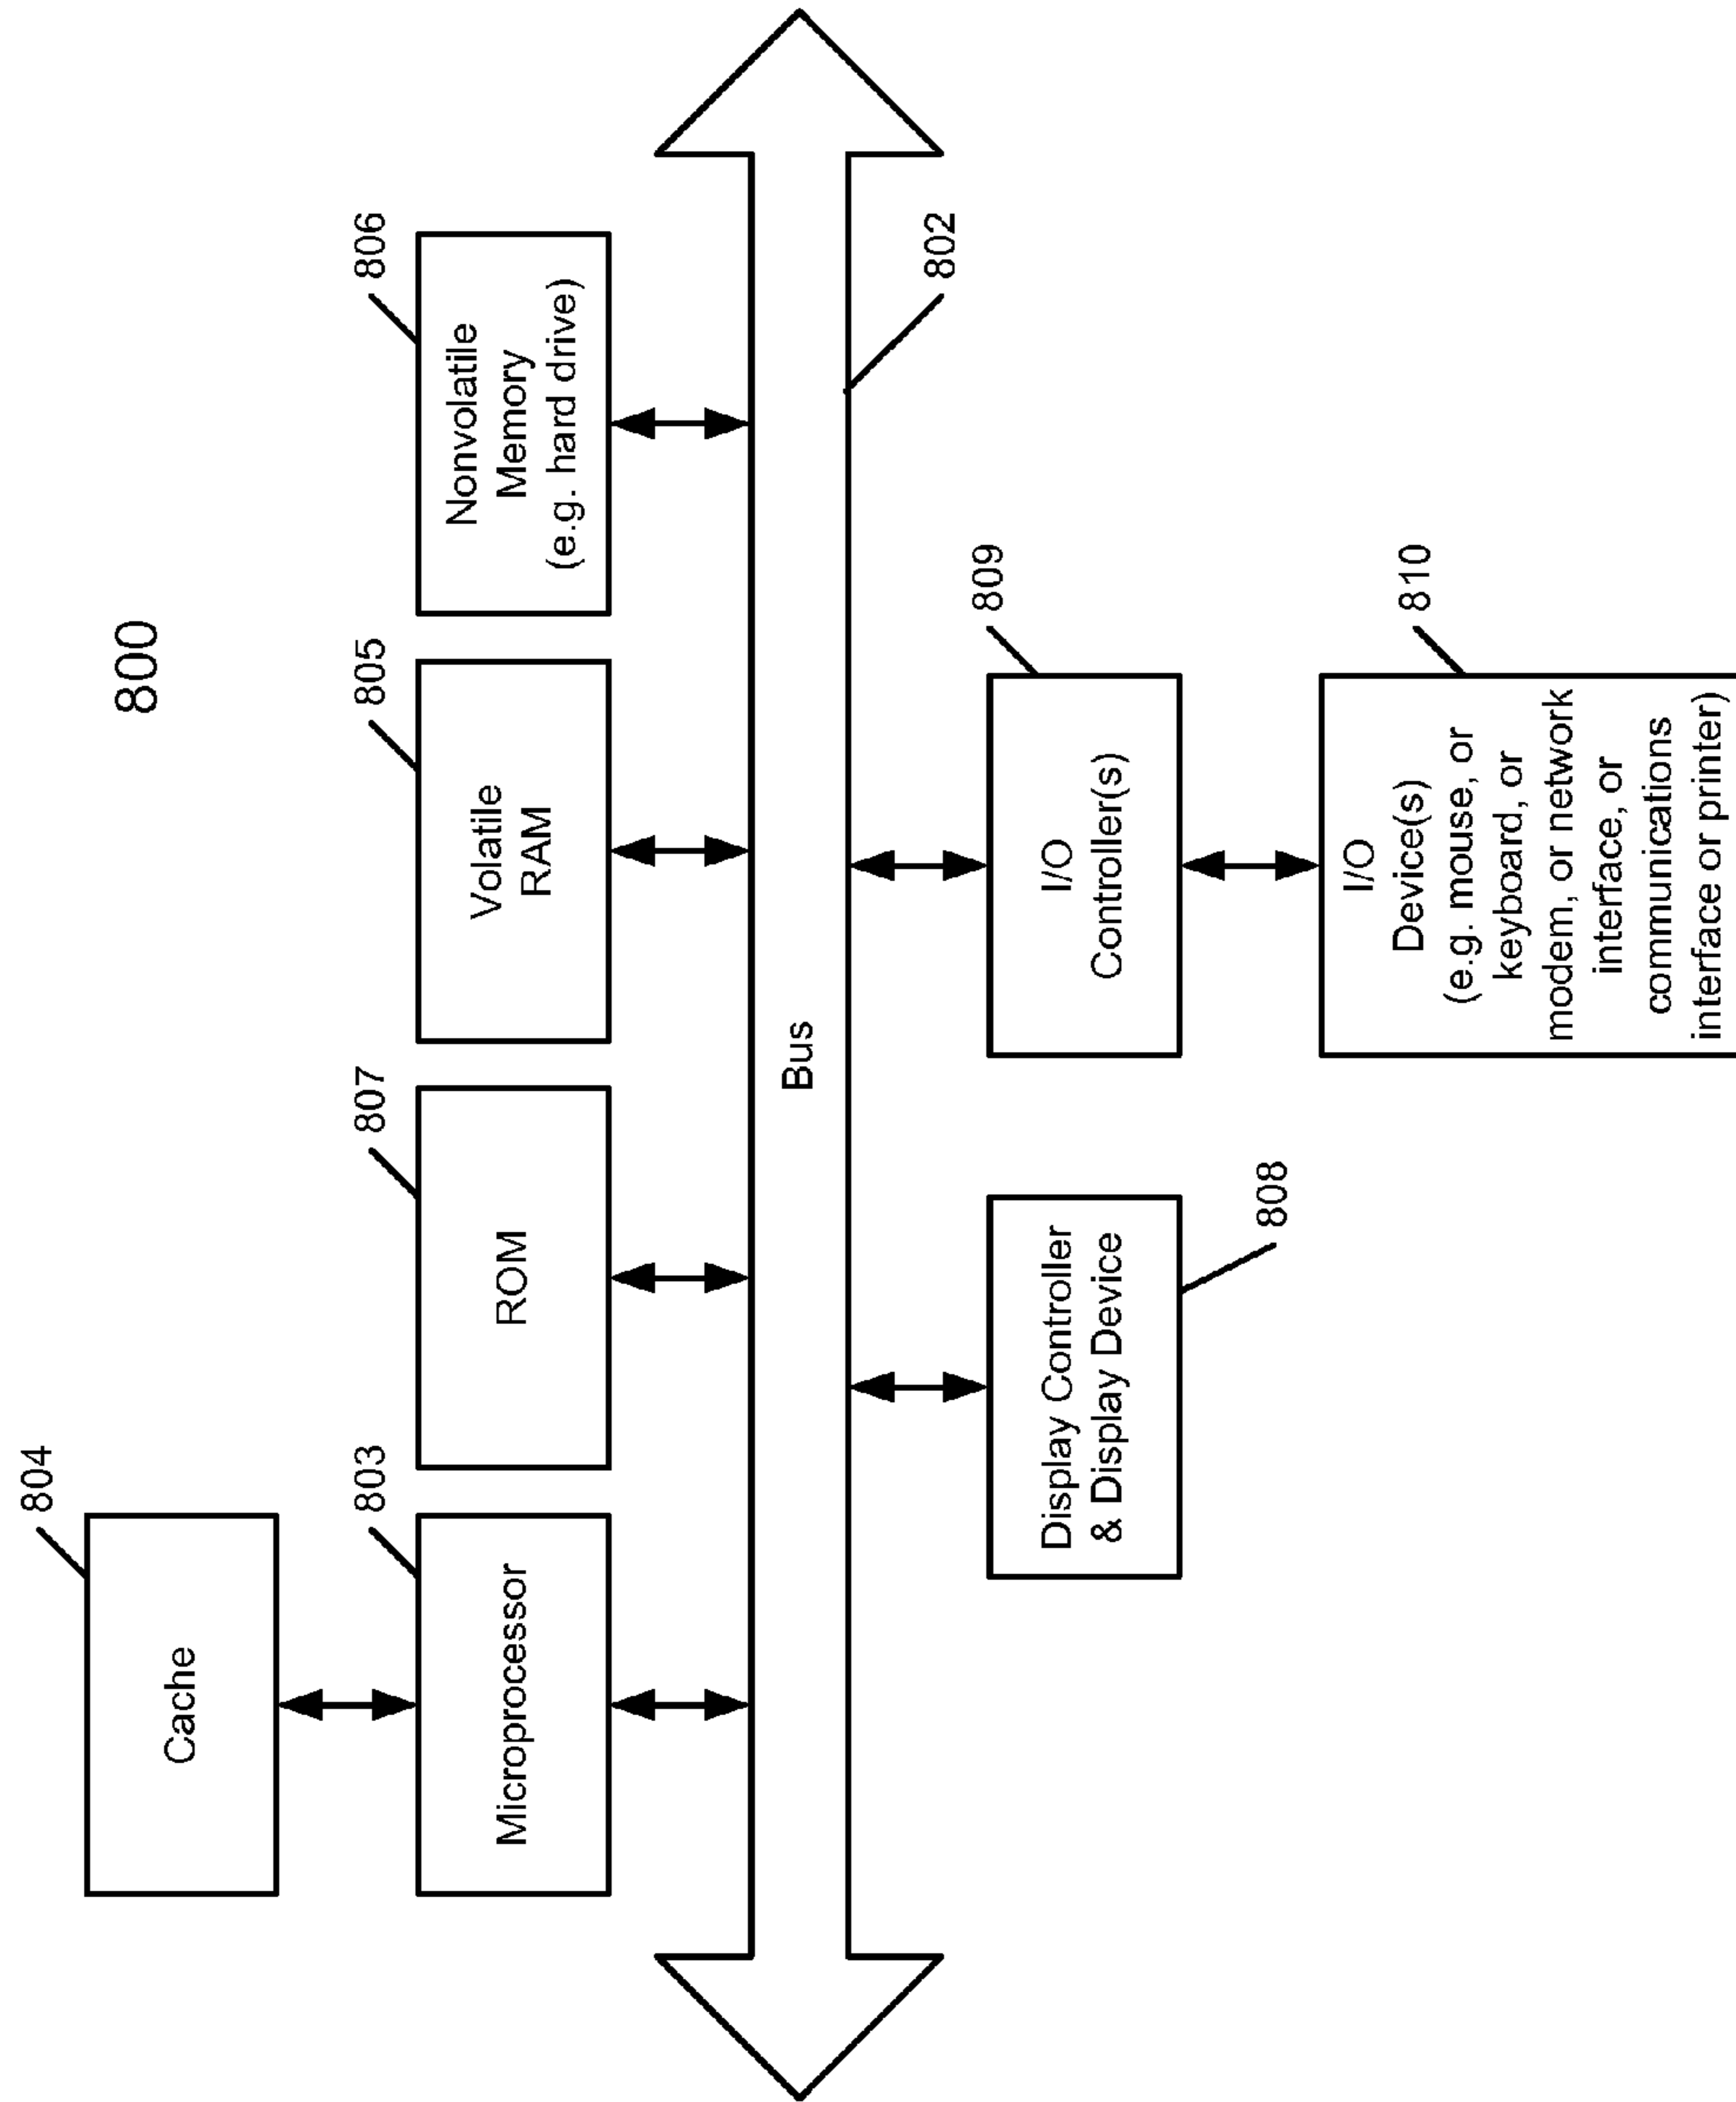 800
804
Cache
803
807
805
806
Microprocessor
ROM
Volatile
RAM
Nonvolatile
Memory
(e.g. hard drive)
Bus
802
809
Display Controller
& Display Device
808
I/O
Controller(s)
810
I/O
Device(s)
(e.g. mouse, or
keyboard, or
modem, or network
interface, or
communications
interface or printer)